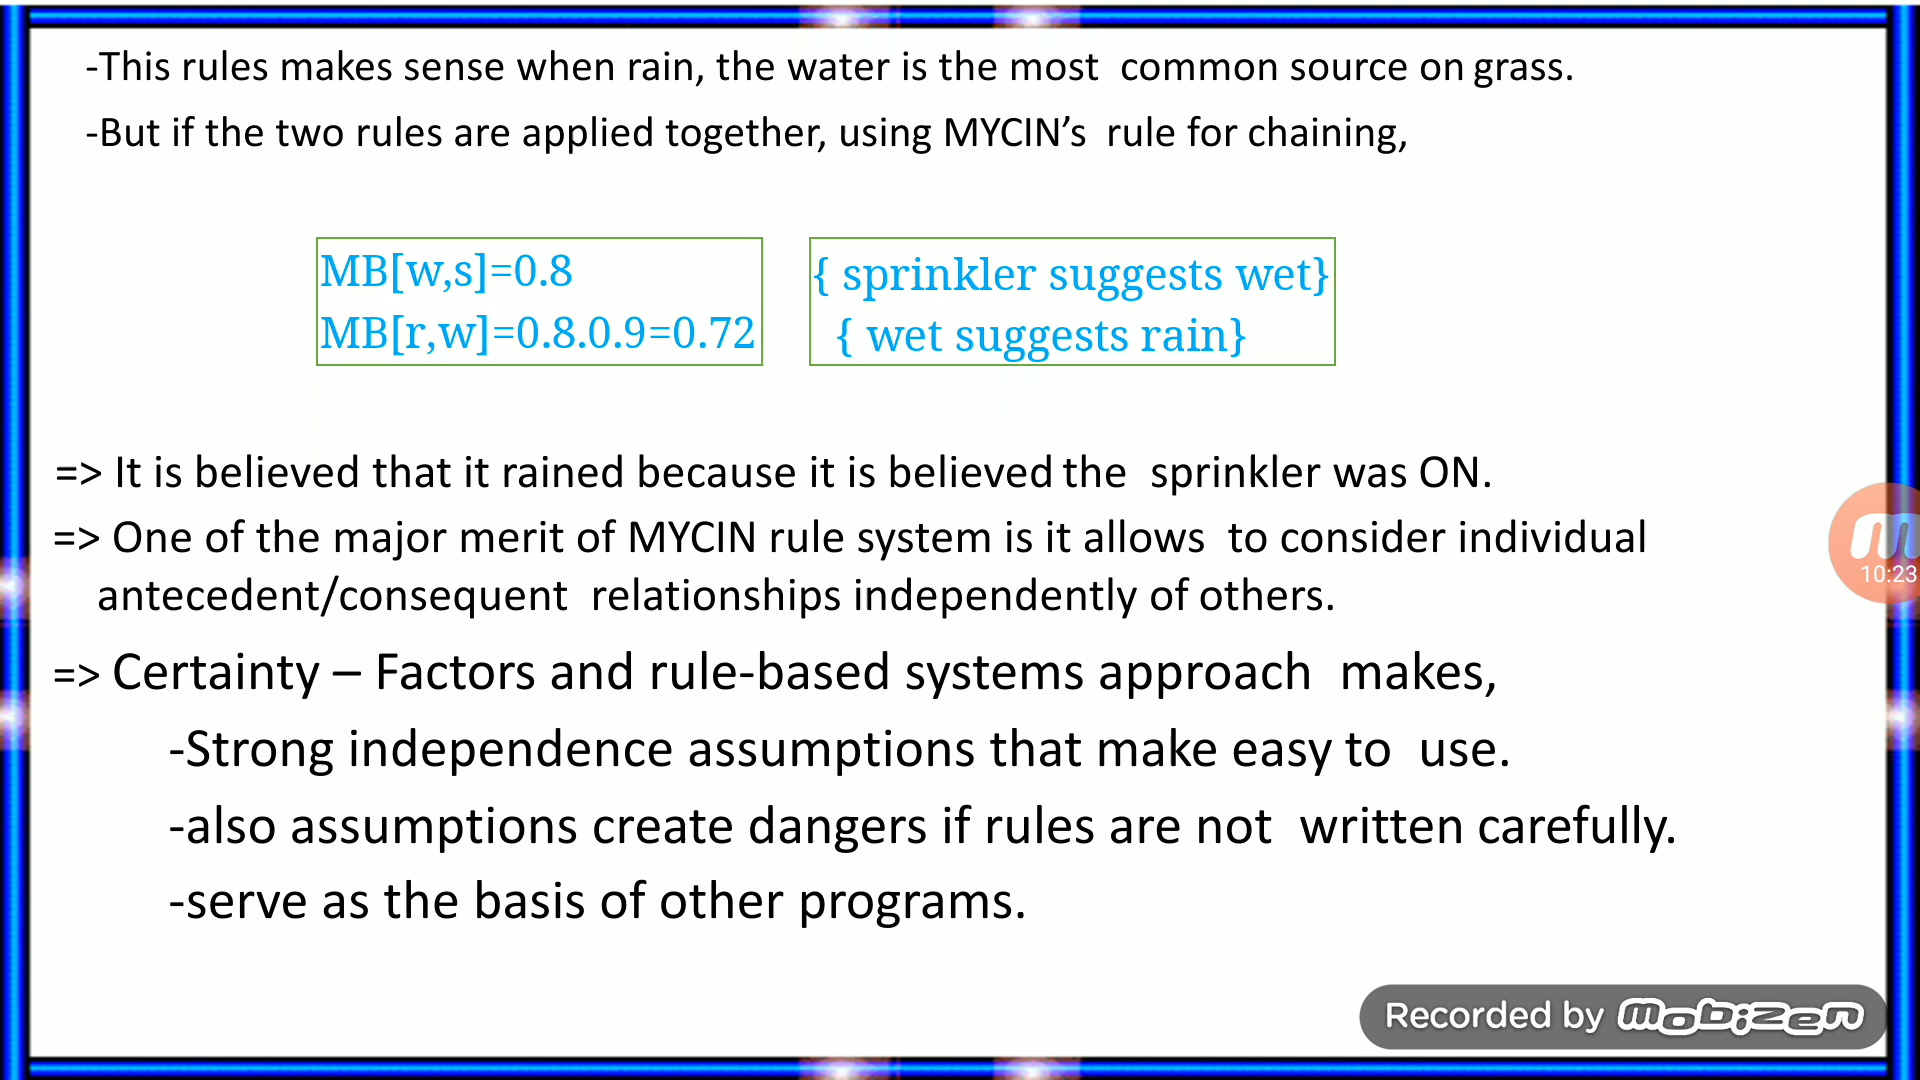 -This rules makes sense when rain, the water is the most common source on grass.
-But if the two rules are applied together, using MYCIN’s rule for chaining,
MB[w,s]=0.8
{ sprinkler suggests wet}
MB[r,w]=0.8.0.9=0.72
{ wet suggests rain}
=> It is believed that it rained because it is believed the sprinkler was ON.
=> One of the major merit of MYCIN rule system is it allows to consider individual
antecedent/consequent relationships independently of others.
=> Certainty – Factors and rule-based systems approach makes,
-Strong independence assumptions that make easy to use.
-also assumptions create dangers if rules are not written carefully.
-serve as the basis of other programs.
10:23
Recorded by mobizen